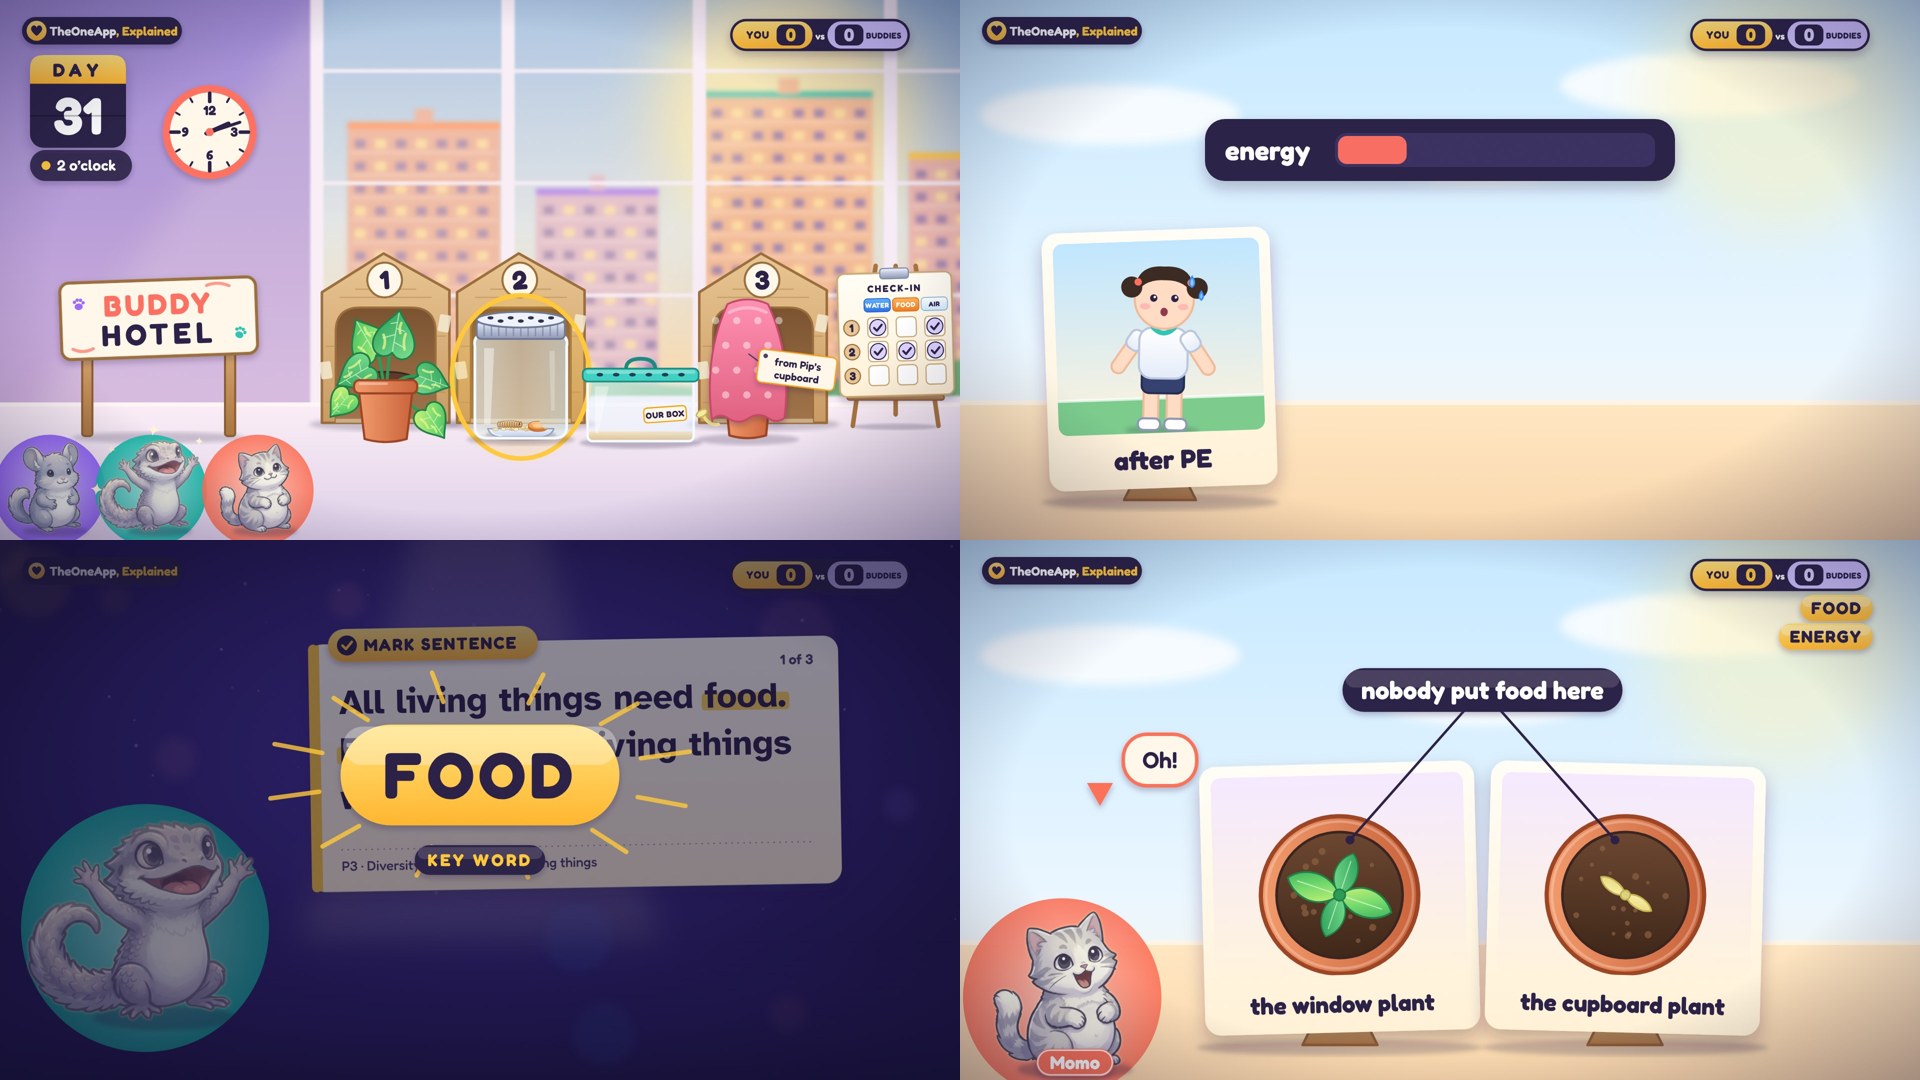 TheOneApp, Explained
YOU 0 vs 0 BUDDIES
DAY
31
2 o'clock
12
3
6
9
BUDDY
HOTEL
1
2
3
OUR BOX
from Pip's
cupboard
CHECK-IN
WATER FOOD AIR
1
2
3
TheOneApp, Explained
YOU 0 vs 0 BUDDIES
energy
after PE
TheOneApp, Explained
YOU 0 vs 0 BUDDIES
MARK SENTENCE
1 of 3
All living things need food.
living things
FOOD
KEY WORD
P3 · Diversity
ng things
TheOneApp, Explained
YOU 0 vs 0 BUDDIES
FOOD
ENERGY
nobody put food here
Oh!
the window plant
the cupboard plant
Momo